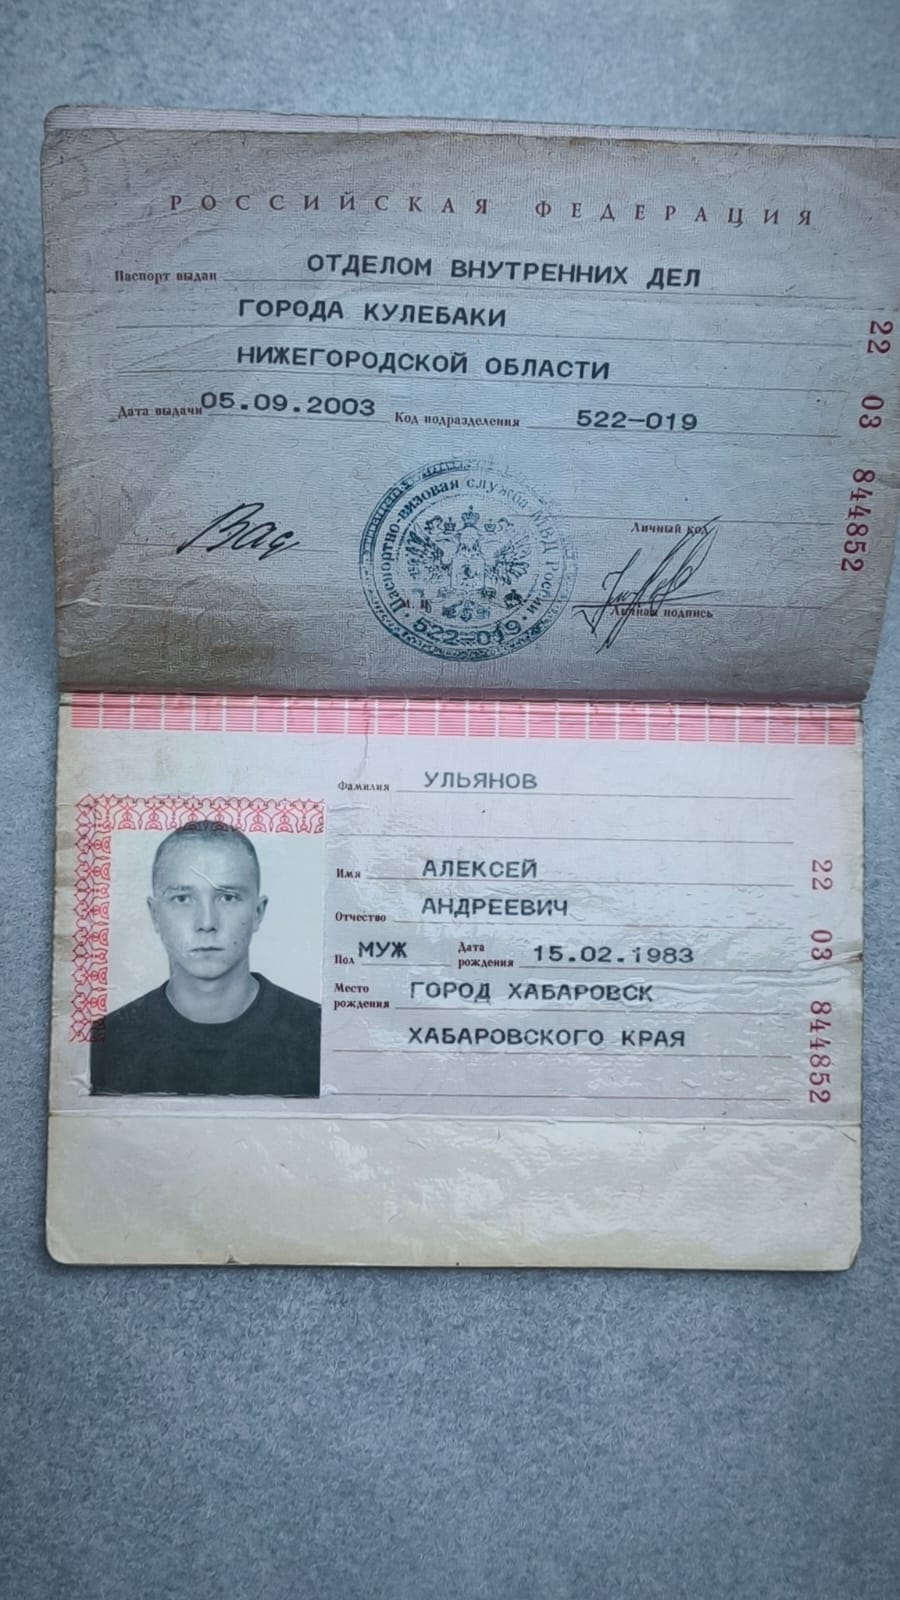 РОССИЙСКАЯ ФЕДЕРАЦИЯ
Паспорт выдан ОТДЕЛОМ ВНУТРЕННИХ ДЕЛ
ГОРОДА КУЛЕБАКИ
НИЖЕГОРОДСКОЙ ОБЛАСТИ
Дата выдачи 05.09.2003 Код подразделения 522-019
22 03 844852
Личный код
Паспортно-визовая служба МВД России
М. П.
522-019
Личная подпись
Фамилия УЛЬЯНОВ
Имя АЛЕКСЕЙ
Отчество АНДРЕЕВИЧ
Пол МУЖ Дата рождения 15.02.1983
Место рождения ГОРОД ХАБАРОВСК
ХАБАРОВСКОГО КРАЯ
22 03 844852